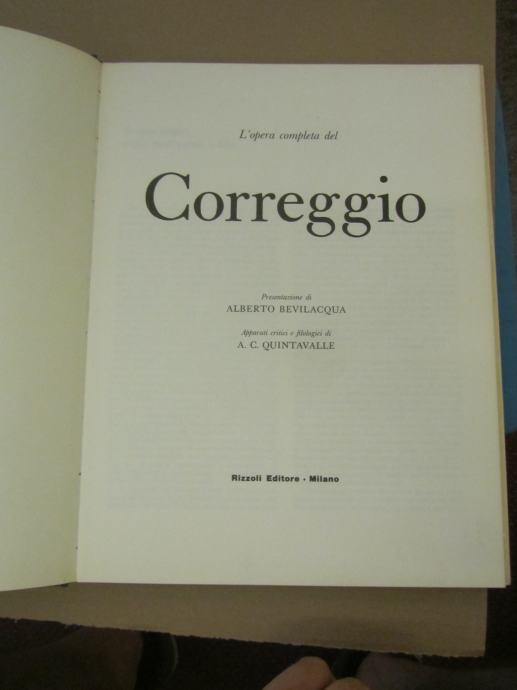 L'opera completa del
Correggio
Presentazione di
ALBERTO BEVILACQUA
Apparati critici e filologici di
A. C. QUINTAVALLE
Rizzoli Editore • Milano